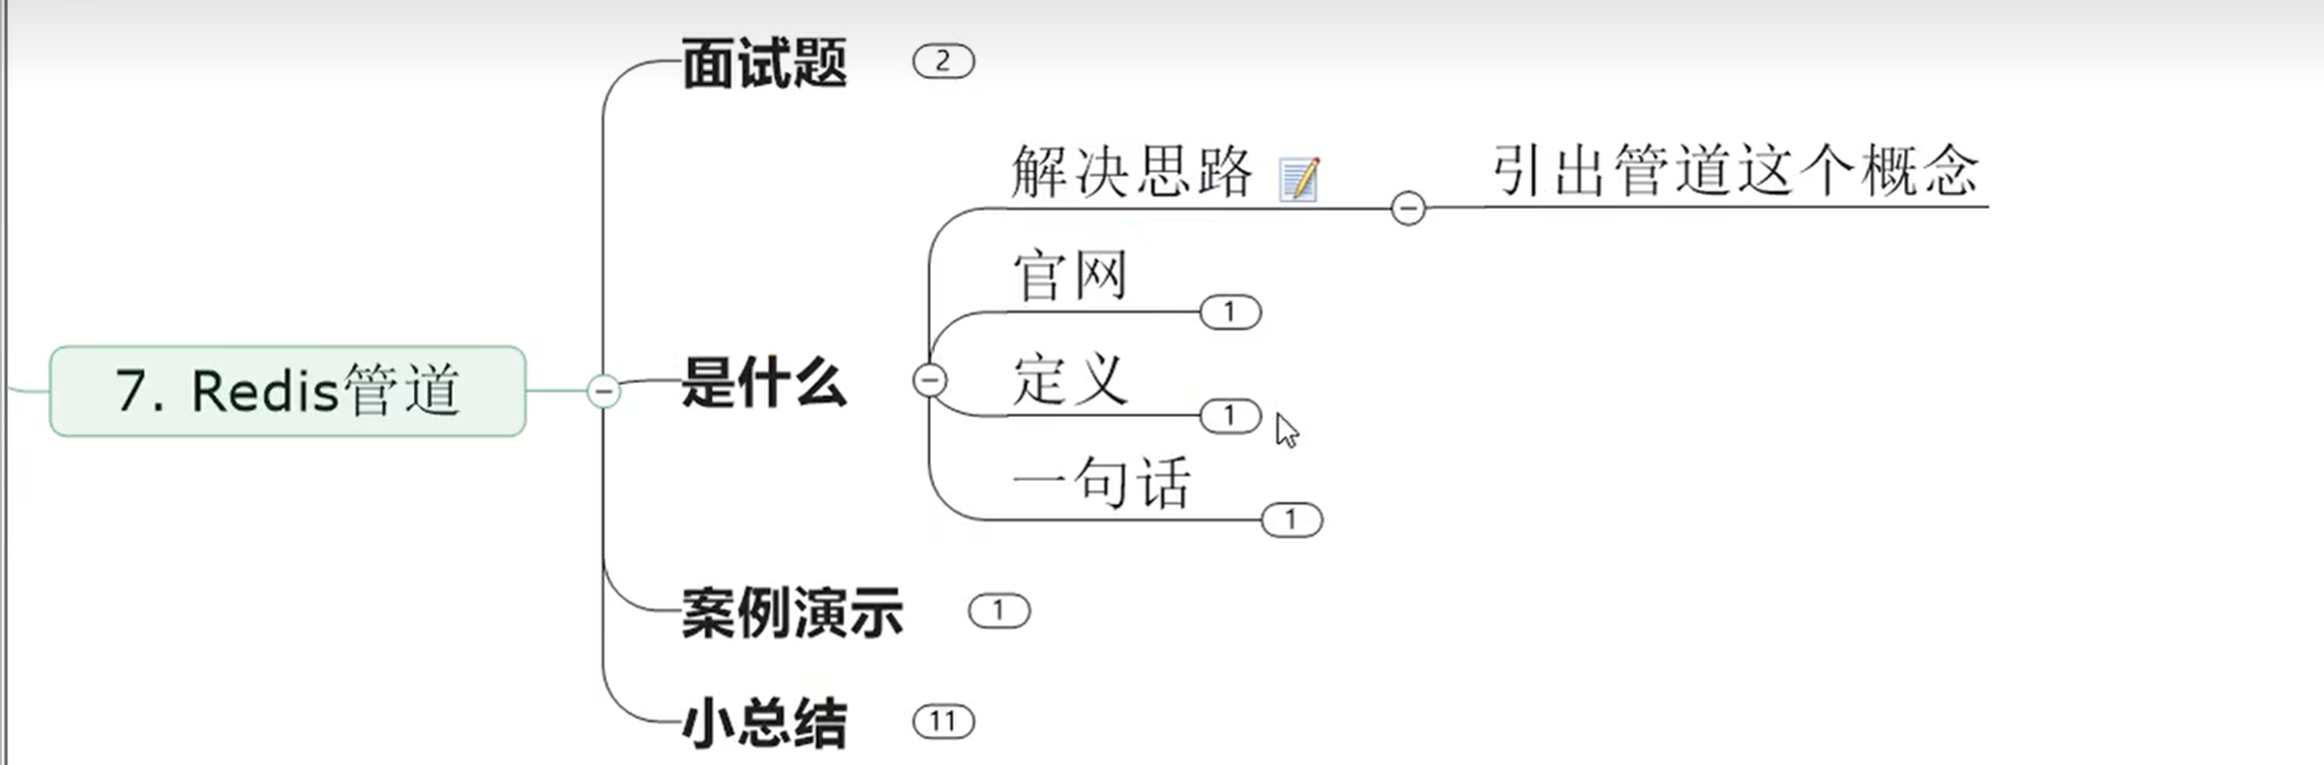 面试题 2
解决思路 引出管道这个概念
官网 1
7. Redis管道
是什么
定义 1
一句话 1
案例演示 1
小总结 11